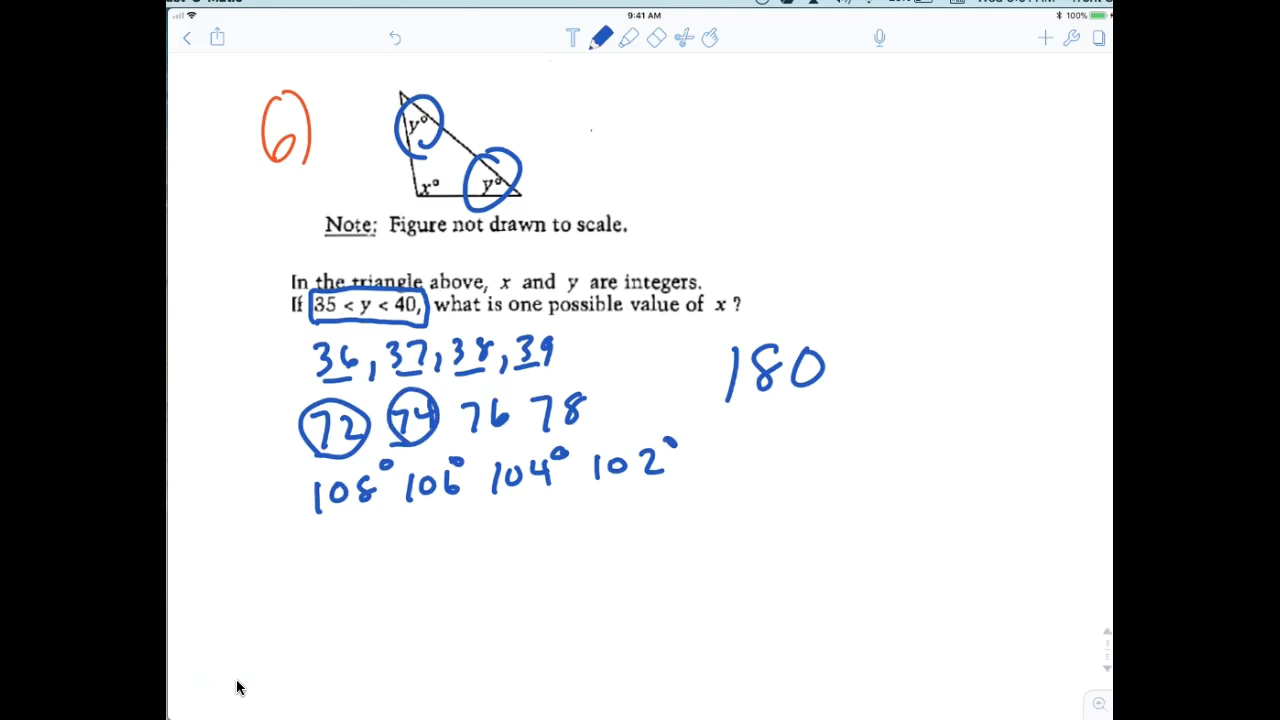 9:41 AM
100%
T
6)
y°
x° y°
Note: Figure not drawn to scale.
In the triangle above, x and y are integers.
If 35 < y < 40, what is one possible value of x ?
36, 37, 38, 39
180
72 74 76 78
108° 106° 104° 102°